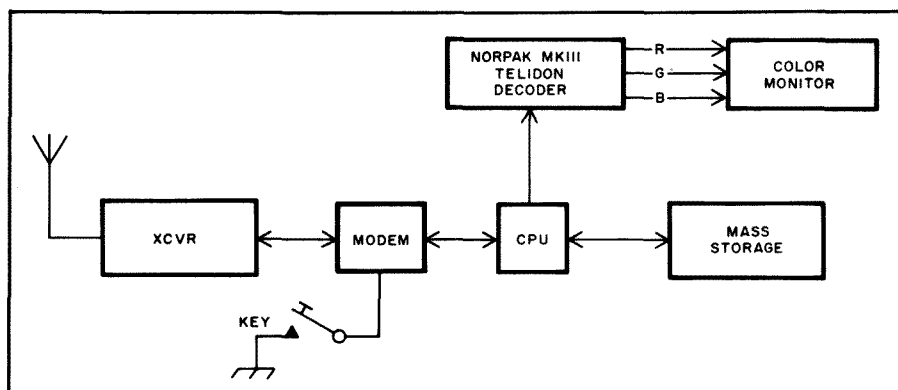 NORPAK MKIII
TELIDON
DECODER
R
G
B
COLOR
MONITOR
XCVR
MODEM
CPU
MASS
STORAGE
KEY